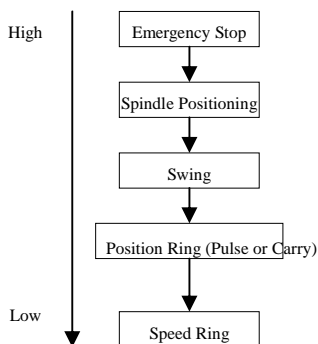 High
Emergency Stop
Spindle Positioning
Swing
Position Ring (Pulse or Carry)
Low
Speed Ring